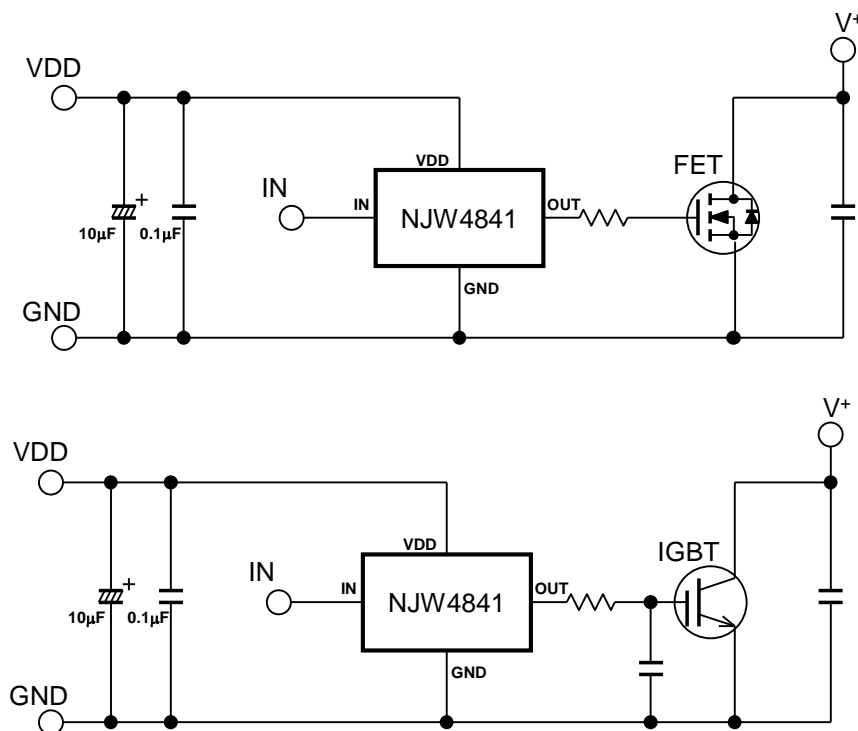 V+
VDD
VDD
FET
IN
IN
NJW4841
OUT
+
10µF
0.1µF
GND
GND
V+
VDD
VDD
IGBT
IN
IN
NJW4841
OUT
+
10µF
0.1µF
GND
GND